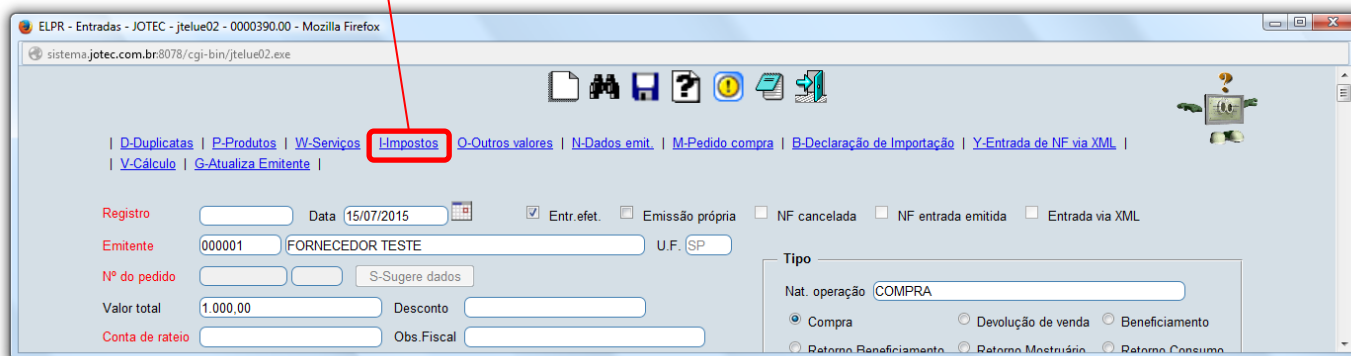 ELPR - Entradas - JOTEC - jtelue02 - 0000390.00 - Mozilla Firefox
sistema.jotec.com.br:8078/cgi-bin/jtelue02.exe
| D-Duplicatas | P-Produtos | W-Serviços I-Impostos O-Outros valores | N-Dados emit. | M-Pedido compra | B-Declaração de Importação | Y-Entrada de NF via XML |
| V-Cálculo | G-Atualiza Emitente |
Registro Data 15/07/2015 Entr.efet. Emissão própria NF cancelada NF entrada emitida Entrada via XML
Emitente 000001 FORNECEDOR TESTE U.F. SP
Tipo
Nº do pedido S-Sugere dados
Nat. operação COMPRA
Valor total 1.000,00 Desconto
Compra Devolução de venda Beneficiamento
Conta de rateio Obs.Fiscal
Retorno Beneficiamento Retorno Mostruário Retorno Consumo